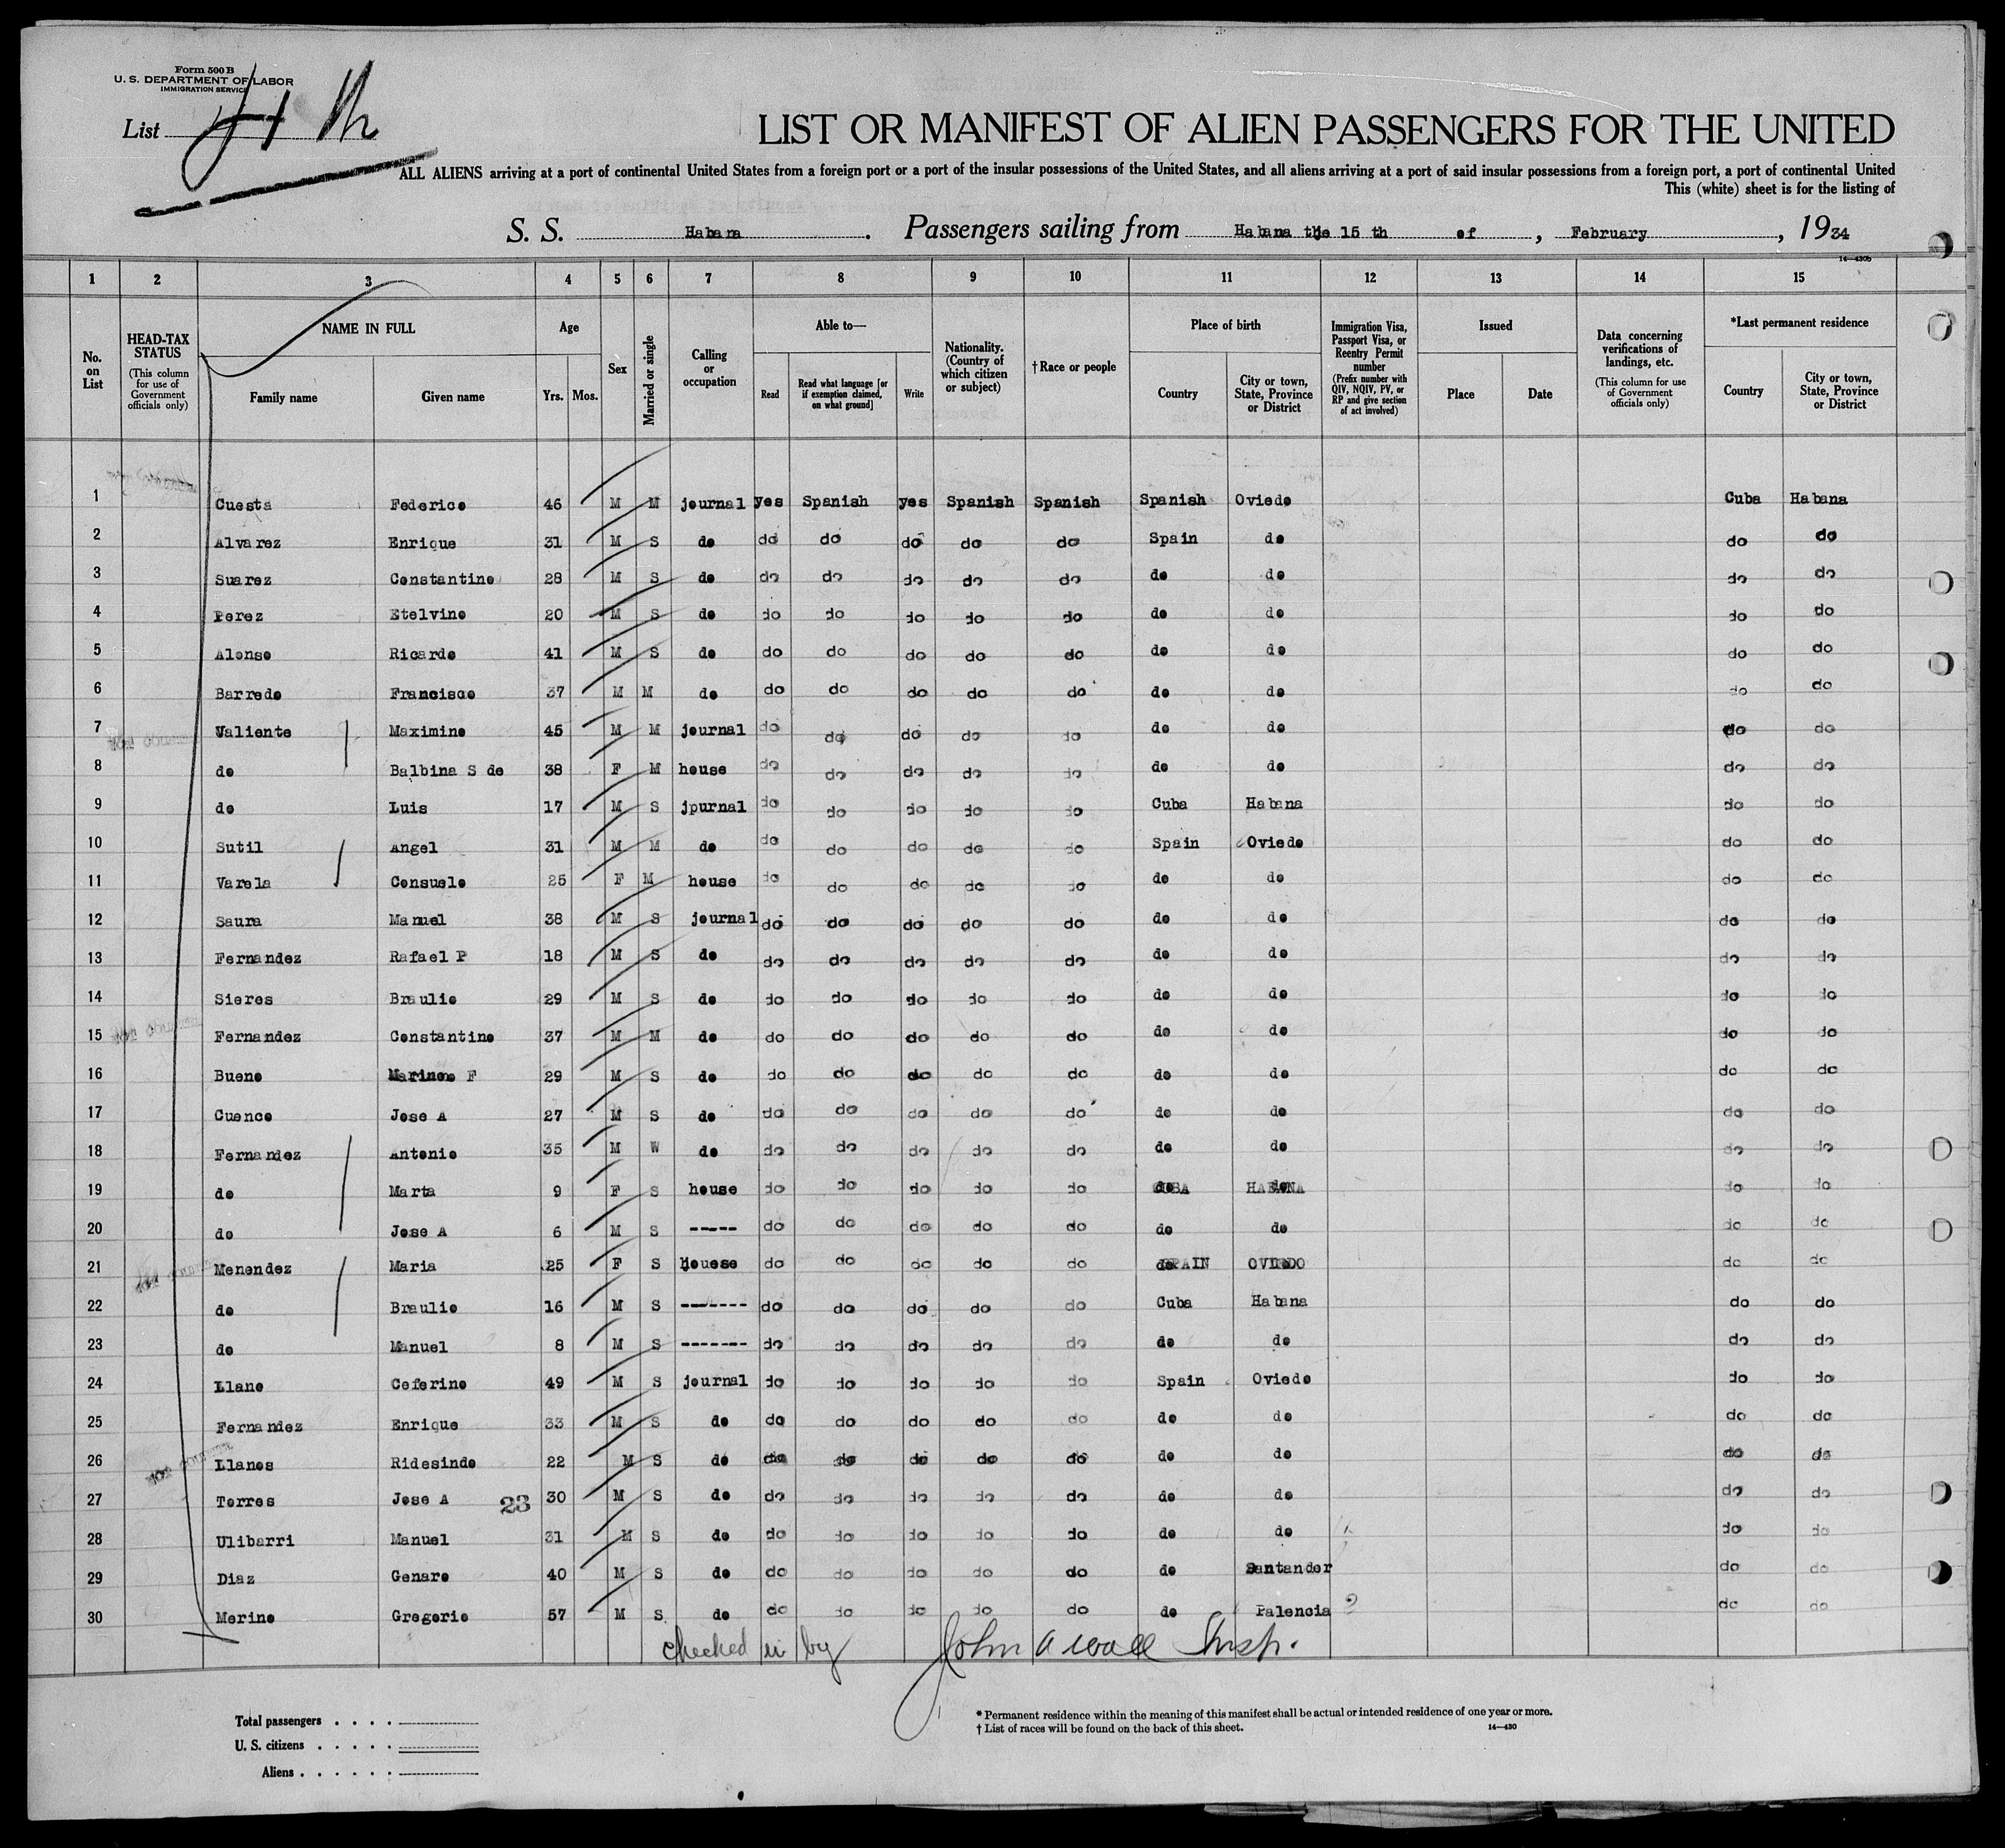 Form 500 B
U. S. DEPARTMENT OF LABOR
IMMIGRATION SERVICE
List
LIST OR MANIFEST OF ALIEN PASSENGERS FOR THE UNITED
ALL ALIENS arriving at a port of continental United States from a foreign port or a port of the insular possessions of the United States, and all aliens arriving at a port of said insular possessions from a foreign port, a port of continental United
This (white) sheet is for the listing of
S. S. Habana . Passengers sailing from Habana the 15 th of , February , 1934
14—430b
1 2 3 4 5 6 7 8 9 10 11 12 13 14 15
No. on List
HEAD-TAX STATUS (This column for use of Government officials only)
NAME IN FULL Family name Given name
Age Yrs. Mos.
Sex
Married or single
Calling or occupation
Able to— Read Read what language [or if exemption claimed, on what ground] Write
Nationality. (Country of which citizen or subject)
†Race or people
Place of birth Country City or town, State, Province or District
Immigration Visa, Passport Visa, or Reentry Permit number (Prefix number with QIV, NQIV, PV, or RP and give section of act involved)
Issued Place Date
Data concerning verifications of landings, etc. (This column for use of Government officials only)
*Last permanent residence Country City or town, State, Province or District
1 Cuesta Federico 46 M M journal yes Spanish yes Spanish Spanish Spanish Oviedo Cuba Habana
2 Alvarez Enrique 31 M S do do do do do do Spain do do do
3 Suarez Constantino 28 M S do do do do do do do do do do
4 Perez Etelvino 20 M S do do do do do do do do do do
5 Alonso Ricardo 41 M S do do do do do do do do do do
6 Barredo Francisco 37 M M do do do do do do do do do do
7 Valiente Maximino 45 M M journal do do do do do do do do do
8 do Balbina S de 38 F M house do do do do do do do do do
9 do Luis 17 M S jpurnal do do do do do Cuba Habana do do
10 Sutil Angel 31 M M do do do do do do Spain Oviedo do do
11 Varela Consuelo 25 F M house do do do do do do do do do
12 Saura Manuel 38 M S journal do do do do do do do do do
13 Fernandez Rafael P 18 M S do do do do do do do do do do
14 Sieres Braulio 29 M S do do do do do do do do do do
15 Fernandez Constantino 37 M M do do do do do do do do do do
16 Bueno Marino F 29 M S do do do do do do do do do do
17 Cuenco Jose A 27 M S do do do do do do do do do do
18 Fernandez Antonio 35 M W do do do do do do do do do do
19 do Marta 9 F S house do do do do do CUBA HABANA do do
20 do Jose A 6 M S ----- do do do do do do do do do
21 Menendez Maria 25 F S houese do do do do do SPAIN OVIEDO do do
22 do Braulio 16 M S ------- do do do do do Cuba Habana do do
23 do Manuel 8 M S ------- do do do do do do do do do
24 Llano Ceferino 49 M S journal do do do do do Spain Oviedo do do
25 Fernandez Enrique 33 M S do do do do do do do do do do
26 Llanos Ridesindo 22 M S do do do do do do do do do do
27 Torres Jose A 23 30 M S do do do do do do do do do do
28 Ulibarri Manuel 31 M S do do do do do do do do do do
29 Diaz Genaro 40 M S do do do do do do do Santander do do
30 Merino Gregorio 57 M S do do do do do do do Palencia do do
checked in by John A Wall Insp.
Total passengers . . . .
U. S. citizens . . . . .
Aliens . . . . . .
* Permanent residence within the meaning of this manifest shall be actual or intended residence of one year or more.
† List of races will be found on the back of this sheet. 14—430